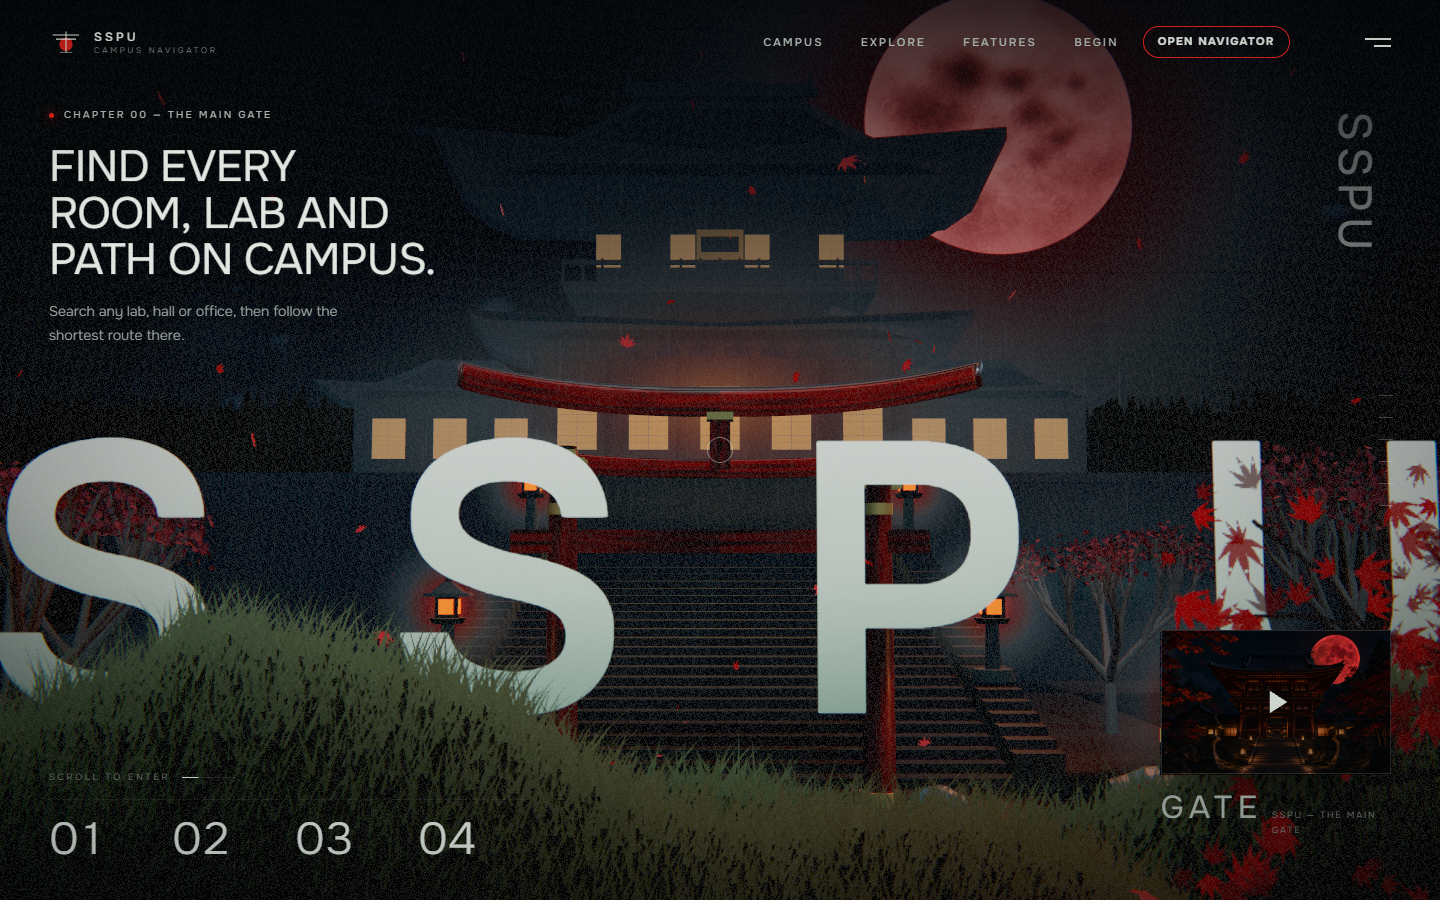 SSPU
CAMPUS NAVIGATOR
CAMPUS
EXPLORE
FEATURES
BEGIN
OPEN NAVIGATOR
CHAPTER 00 — THE MAIN GATE
FIND EVERY
ROOM, LAB AND
PATH ON CAMPUS.
Search any lab, hall or office, then follow the
shortest route there.
SSPU
SSPU
SCROLL TO ENTER
01
02
03
04
GATE
SSPU — THE MAIN
GATE